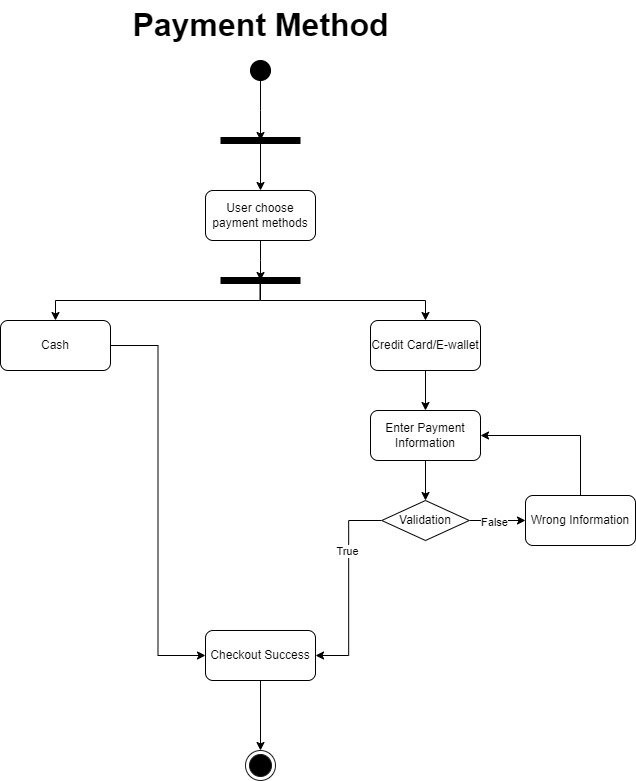 Payment Method
User choose
payment methods
Cash
Credit Card/E-wallet
Enter Payment
Information
Validation
False
Wrong Information
True
Checkout Success